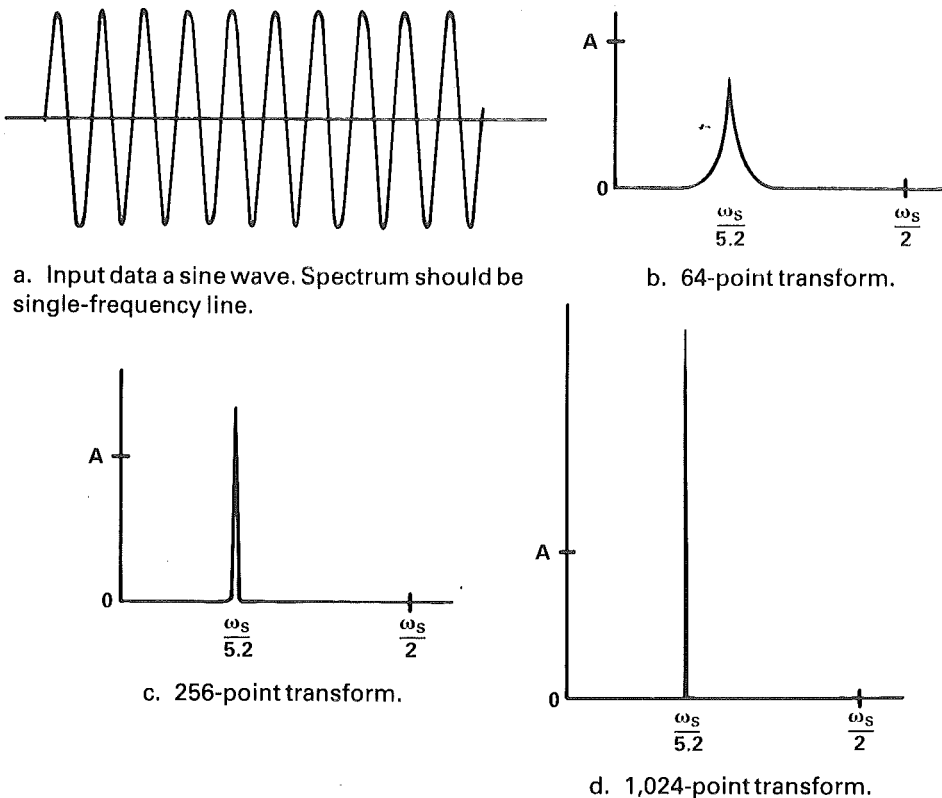 A
0
ωs
5.2
ωs
2
a. Input data a sine wave. Spectrum should be
single-frequency line.
b. 64-point transform.
A
0
ωs
5.2
ωs
2
c. 256-point transform.
A
0
ωs
5.2
ωs
2
d. 1,024-point transform.